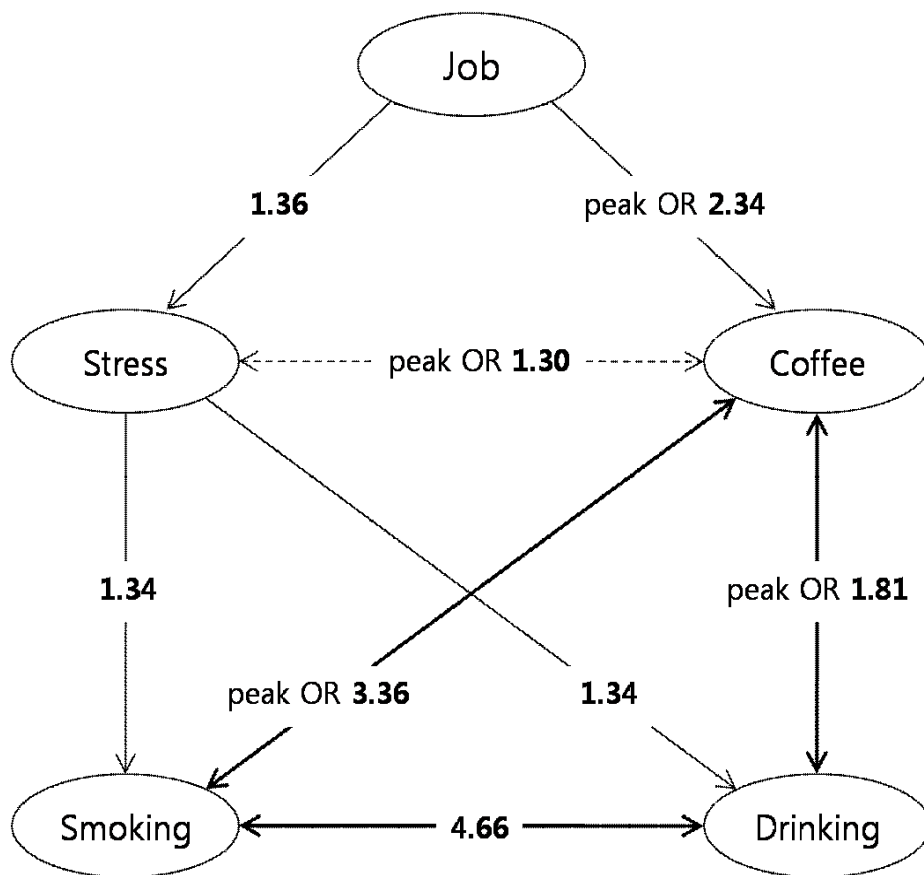 Job
1.36
peak OR 2.34
Stress
peak OR 1.30
Coffee
1.34
peak OR 1.81
peak OR 3.36
1.34
Smoking
4.66
Drinking